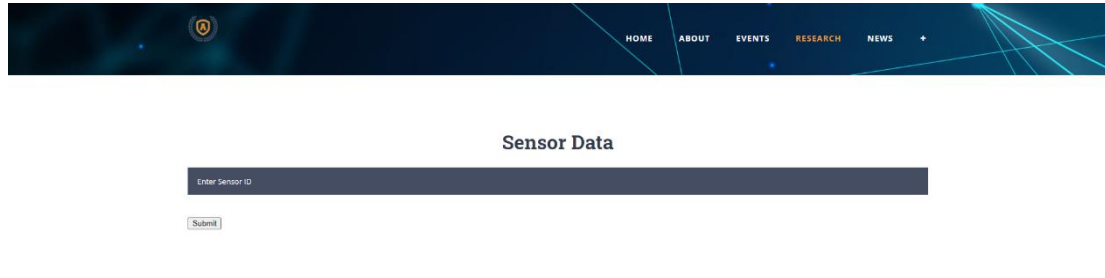 A
HOME ABOUT EVENTS RESEARCH NEWS +
Sensor Data
Enter Sensor ID
Submit